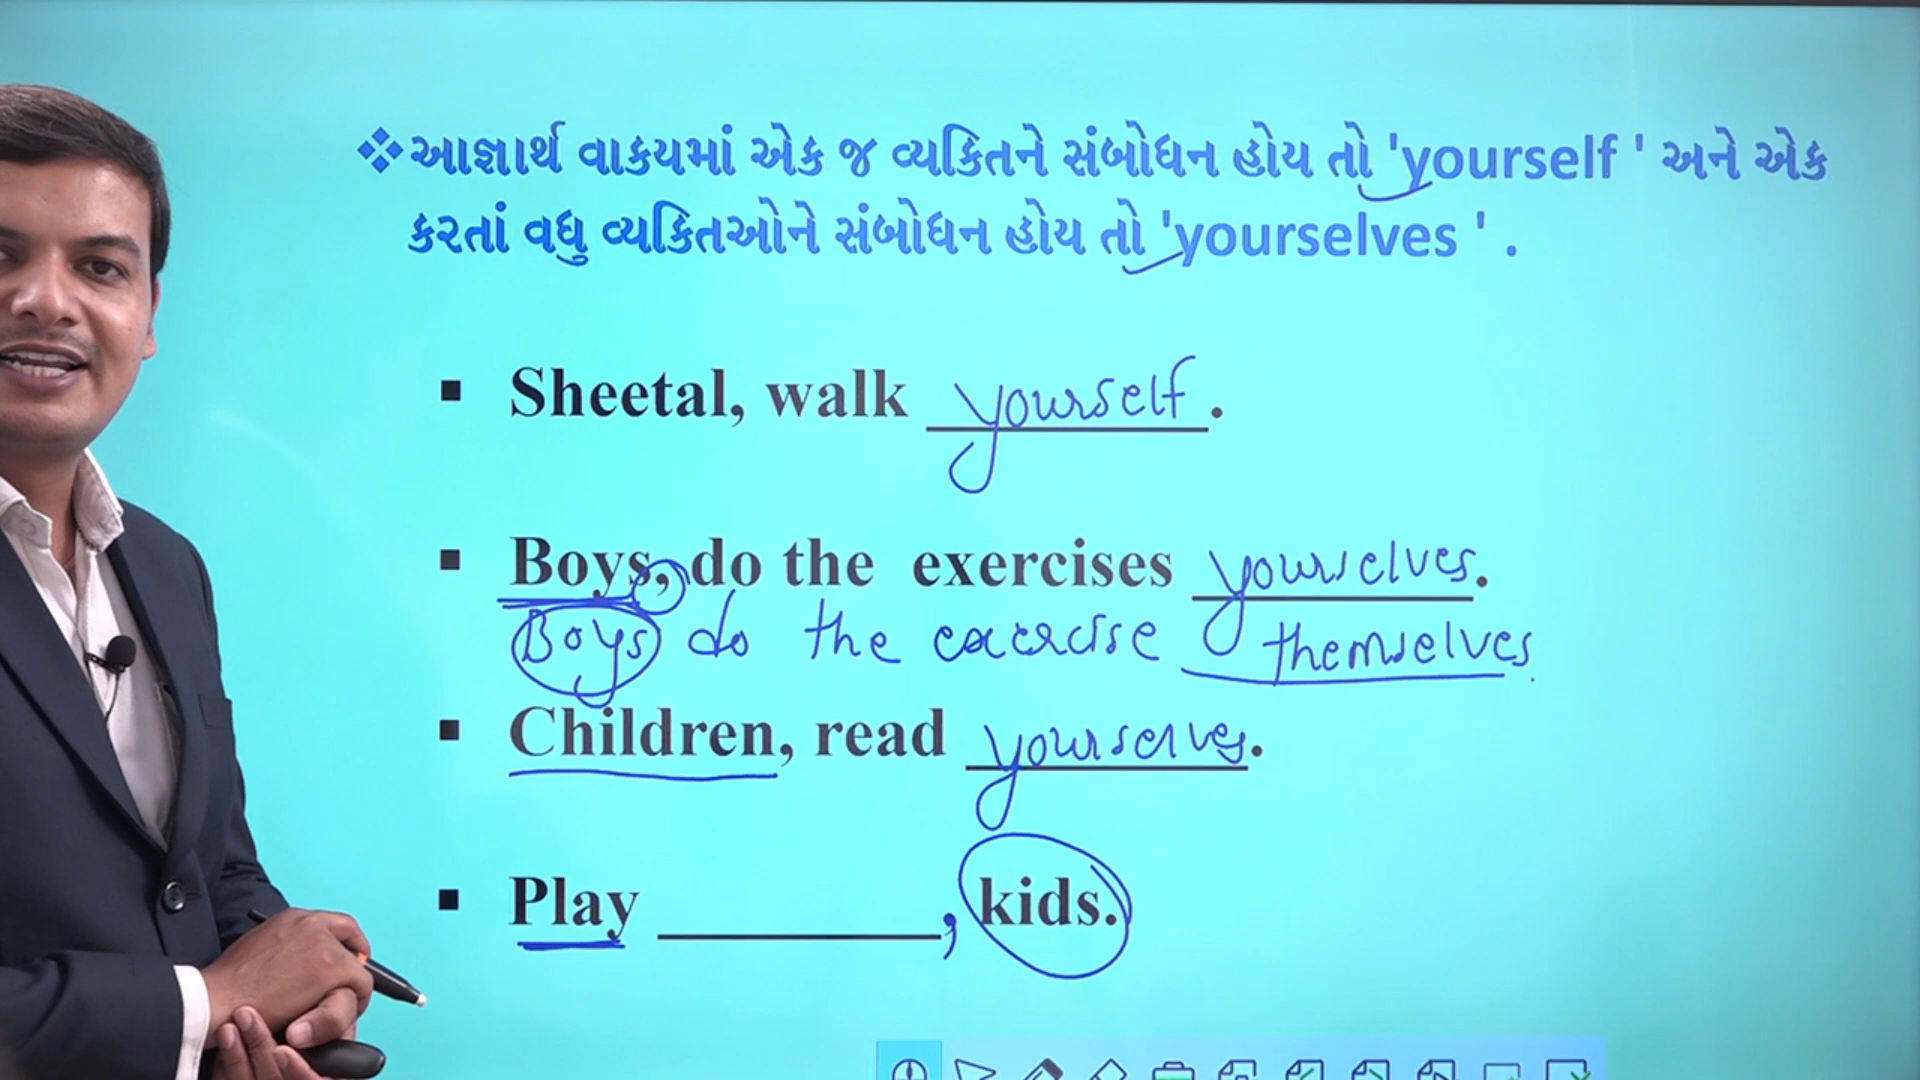 ❖આજ્ઞાર્થ વાક્યમાં એક જ વ્યકિતને સંબોધન હોય તો 'yourself ' અને એક
કરતાં વધુ વ્યકિતઓને સંબોધન હોય તો 'yourselves ' .
▪ Sheetal, walk yourself.
▪ Boys, do the exercises yourselves.
Boys do the exercise themselves.
▪ Children, read yourselves.
▪ Play __________, kids.